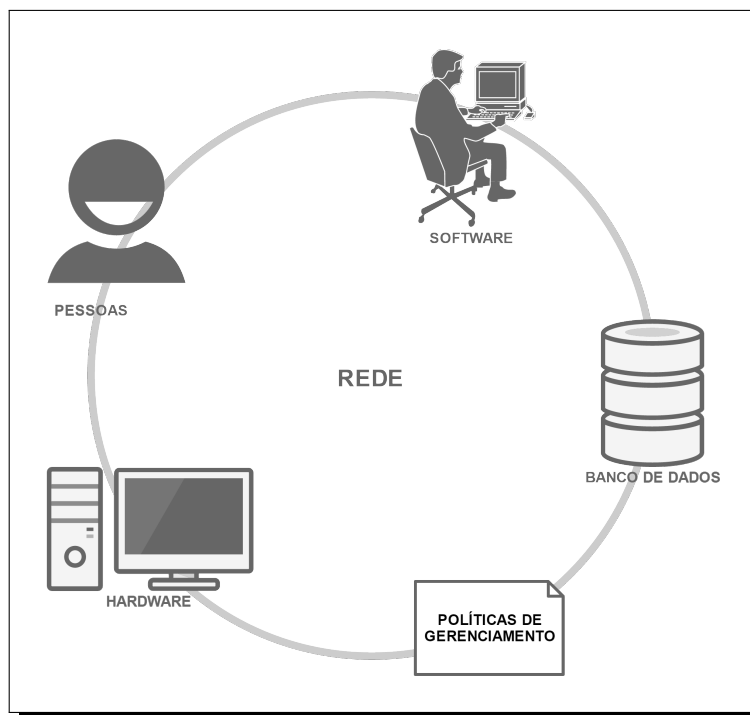 SOFTWARE
PESSOAS
REDE
BANCO DE DADOS
HARDWARE
POLÍTICAS DE
GERENCIAMENTO